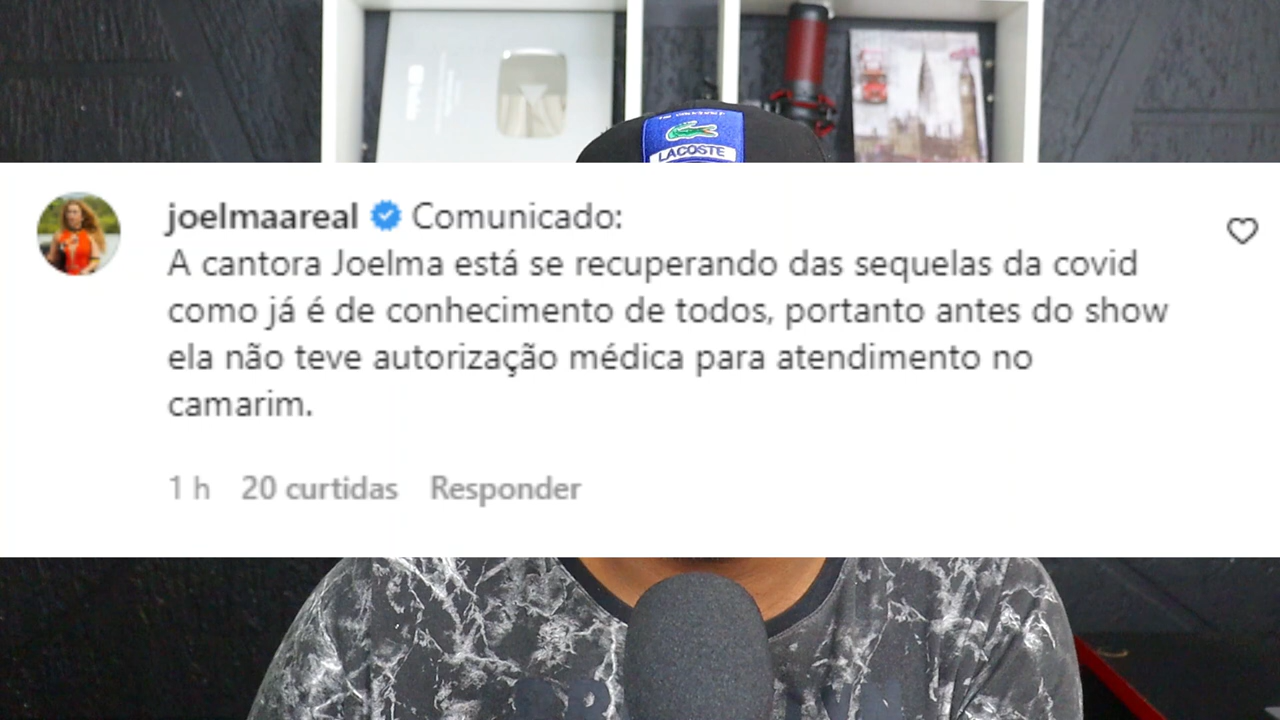 LACOSTE
joelmaareal Comunicado:
A cantora Joelma está se recuperando das sequelas da covid
como já é de conhecimento de todos, portanto antes do show
ela não teve autorização médica para atendimento no
camarim.
1 h 20 curtidas Responder